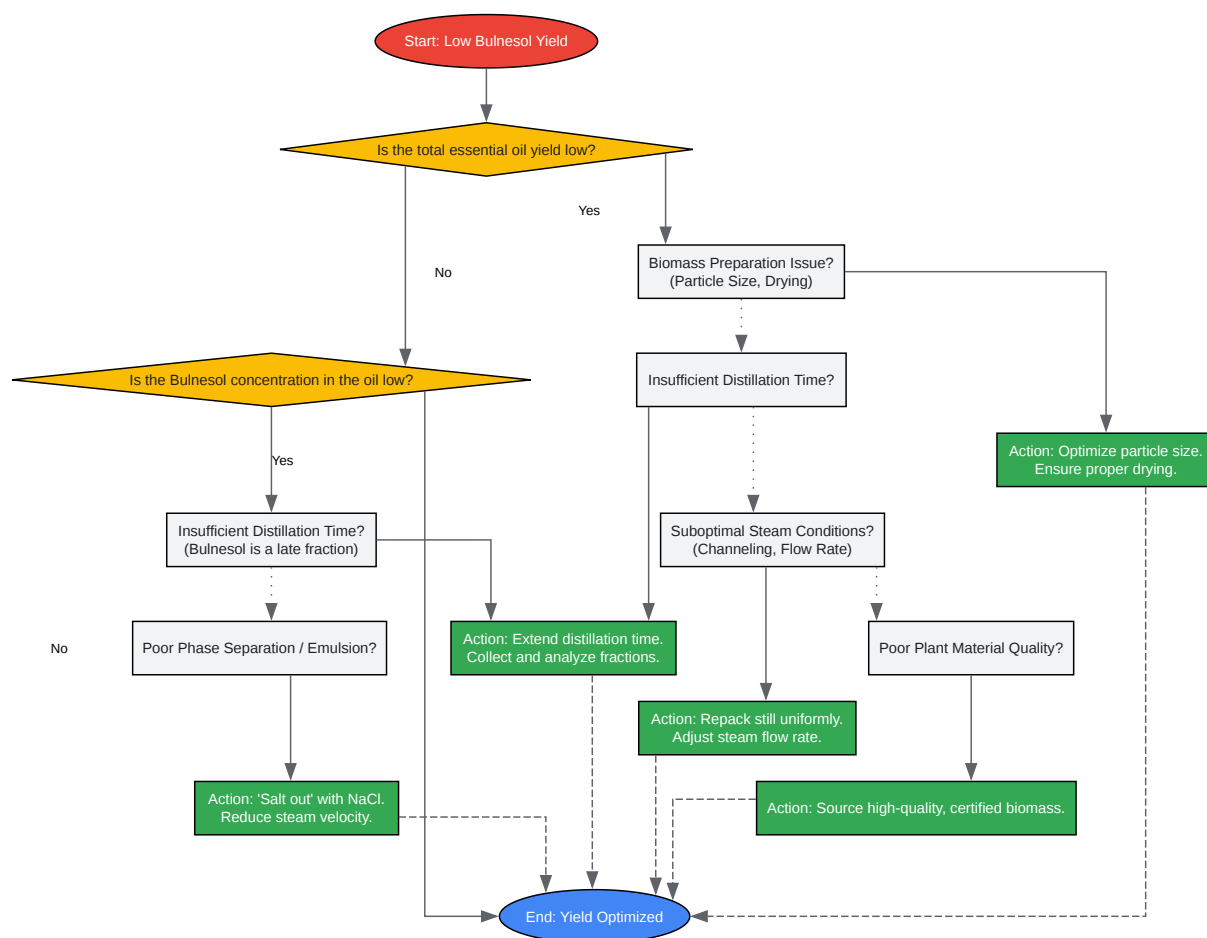 Start: Low Bulnesol Yield
Is the total essential oil yield low?
Yes
No
Biomass Preparation Issue?
(Particle Size, Drying)
Is the Bulnesol concentration in the oil low?
Insufficient Distillation Time?
Yes
Action: Optimize particle size.
Ensure proper drying.
Insufficient Distillation Time?
(Bulnesol is a late fraction)
Suboptimal Steam Conditions?
(Channeling, Flow Rate)
No
Poor Phase Separation / Emulsion?
Action: Extend distillation time.
Collect and analyze fractions.
Poor Plant Material Quality?
Action: Repack still uniformly.
Adjust steam flow rate.
Action: 'Salt out' with NaCl.
Reduce steam velocity.
Action: Source high-quality, certified biomass.
End: Yield Optimized